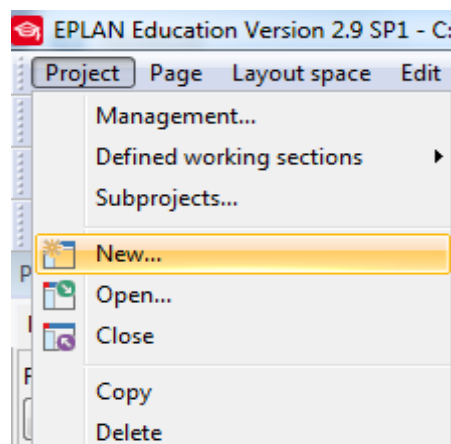 EPLAN Education Version 2.9 SP1 - C:
Project Page Layout space Edit
Management...
Defined working sections
Subprojects...
New...
Open...
Close
Copy
Delete